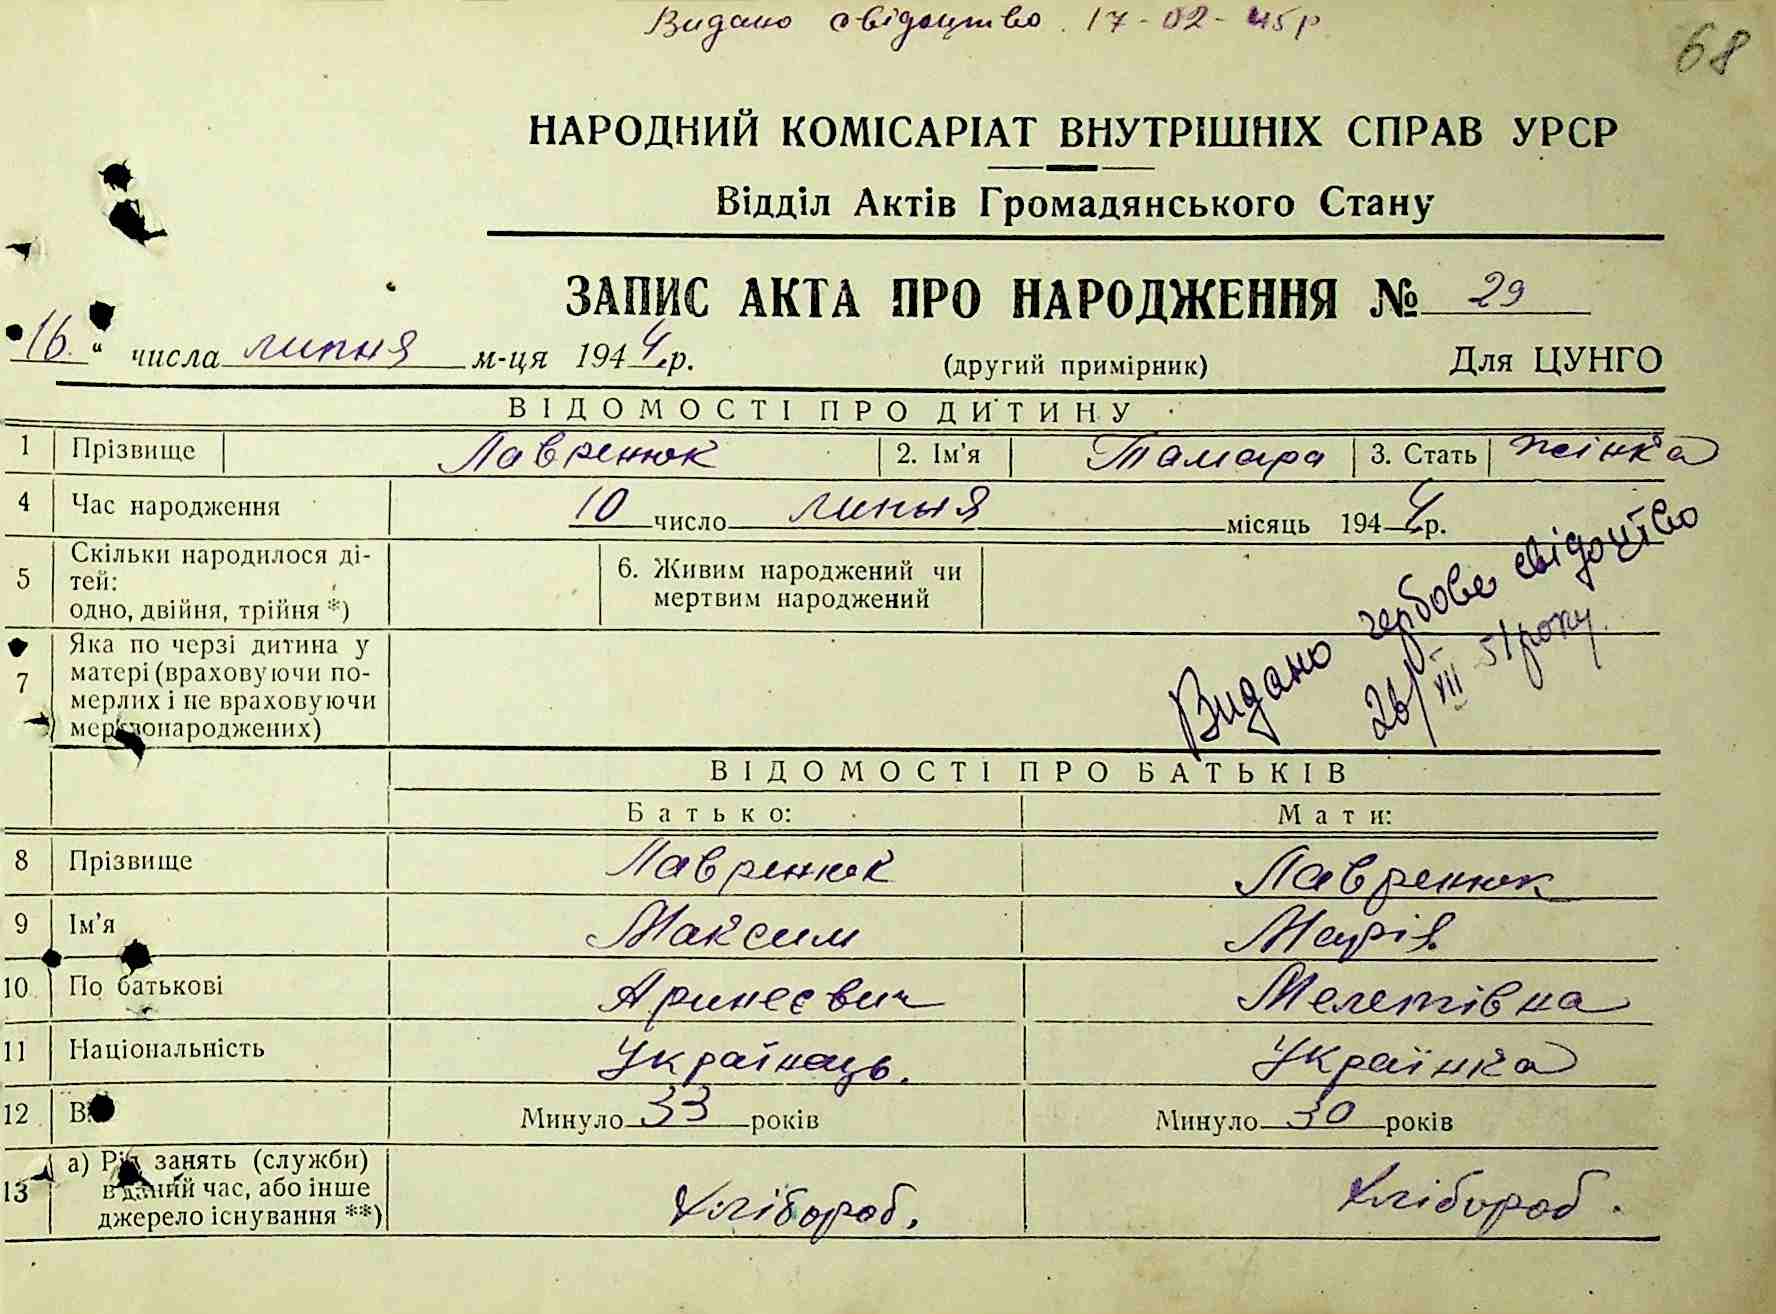 Видано свідоцтво. 17-02-45р
68
НАРОДНИЙ КОМІСАРІАТ ВНУТРІШНІХ СПРАВ УРСР
Відділ Актів Громадянського Стану
ЗАПИС АКТА ПРО НАРОДЖЕННЯ № 29
16 " числа липня м-ця 1944 р. (другий примірник) Для ЦУНГО
ВІДОМОСТІ ПРО ДИТИНУ
1 Прізвище Лавренюк 2. Ім'я Тамара 3. Стать жінка
4 Час народження 10 число липня місяць 1944 р.
5 Скільки народилося ді-
тей:
одно, двійня, трійня *)
6. Живим народжений чи
мертвим народжений
Видано гербове свідоцтво
26/VII 51 року.
7 Яка по черзі дитина у
матері (враховуючи по-
мерлих і не враховуючи
мертвонароджених)
ВІДОМОСТІ ПРО БАТЬКІВ
Батько: Мати:
8 Прізвище Лавренюк Лавренюк
9 Ім'я Максим Марія
10 По батькові Мелетівна
11 Національність Українець. Українка
12 Минуло 33 років Минуло 30 років
13 а) Рід занять (служби)
в даний час, або інше
джерело існування **)
Хлібороб. Хлібороб.